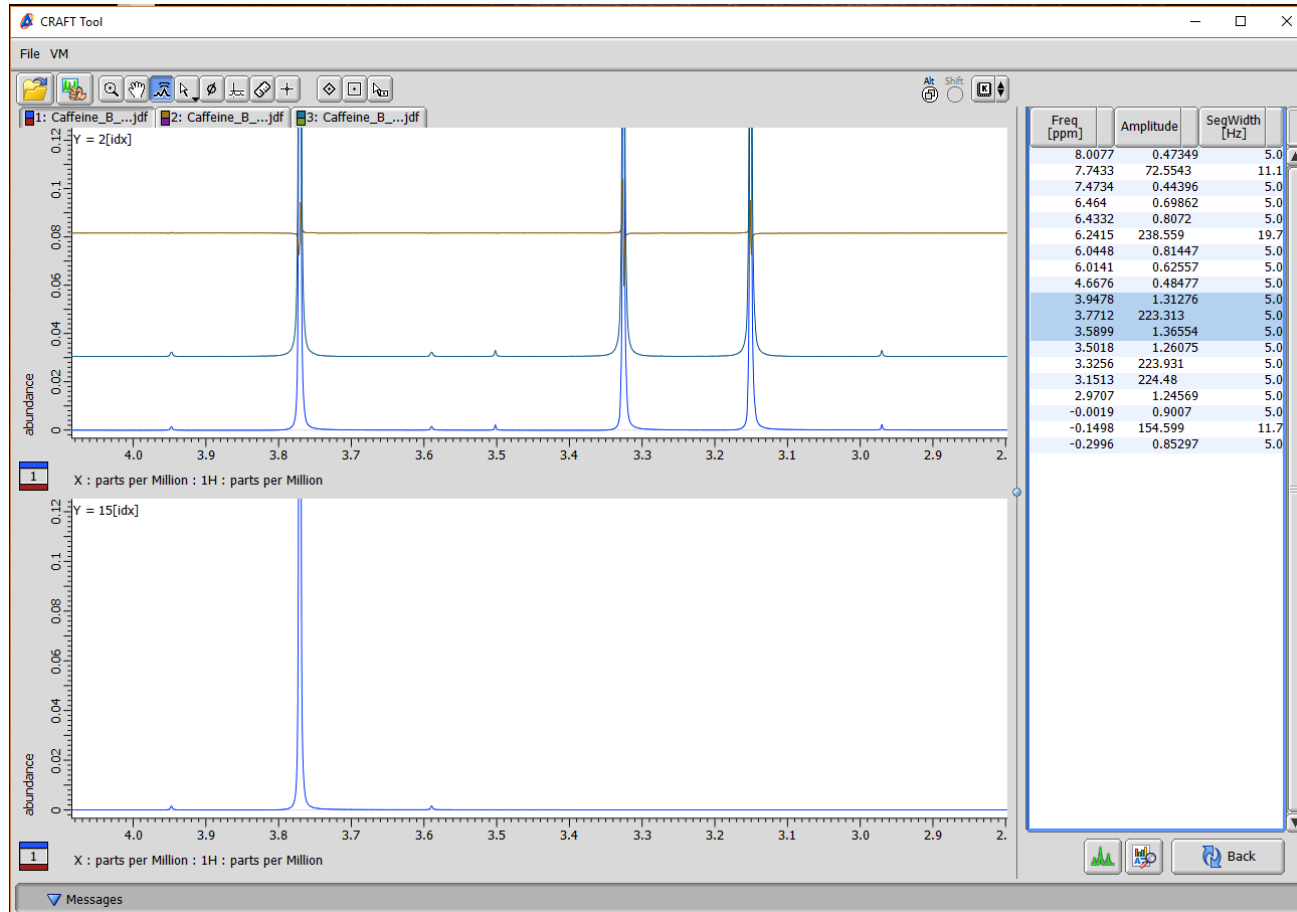 CRAFT Tool
File VM
Alt Shift
K
1: Caffeine_B_...jdf 2: Caffeine_B_...jdf 3: Caffeine_B_...jdf
Y = 2[idx]
0.12
0.1
0.08
0.06
0.04
0.02
0
abundance
4.0 3.9 3.8 3.7 3.6 3.5 3.4 3.3 3.2 3.1 3.0 2.9 2.
1
X : parts per Million : 1H : parts per Million
Y = 15[idx]
0.12
0.1
0.08
0.06
0.04
0.02
0
abundance
4.0 3.9 3.8 3.7 3.6 3.5 3.4 3.3 3.2 3.1 3.0 2.9 2.
1
X : parts per Million : 1H : parts per Million
Freq [ppm] Amplitude SegWidth [Hz]
8.0077 0.47349 5.0
7.7433 72.5543 11.1
7.4734 0.44396 5.0
6.464 0.69862 5.0
6.4332 0.8072 5.0
6.2415 238.559 19.7
6.0448 0.81447 5.0
6.0141 0.62557 5.0
4.6676 0.48477 5.0
3.9478 1.31276 5.0
3.7712 223.313 5.0
3.5899 1.36554 5.0
3.5018 1.26075 5.0
3.3256 223.931 5.0
3.1513 224.48 5.0
2.9707 1.24569 5.0
-0.0019 0.9007 5.0
-0.1498 154.599 11.7
-0.2996 0.85297 5.0
Back
Messages